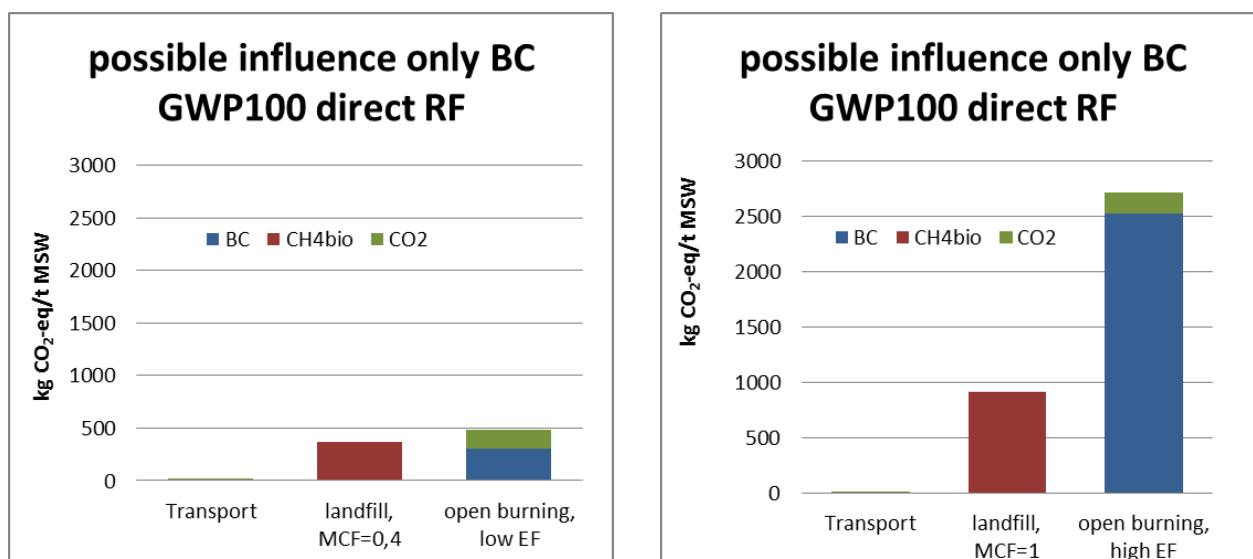 possible influence only BC
GWP100 direct RF
kg CO₂-eq/t MSW
3000
2500
BC CH4bio CO2
2000
1500
1000
500
0
Transport
landfill,
MCF=0,4
open burning,
low EF
possible influence only BC
GWP100 direct RF
kg CO₂-eq/t MSW
3000
2500
BC CH4bio CO2
2000
1500
1000
500
0
Transport
landfill,
MCF=1
open burning,
high EF